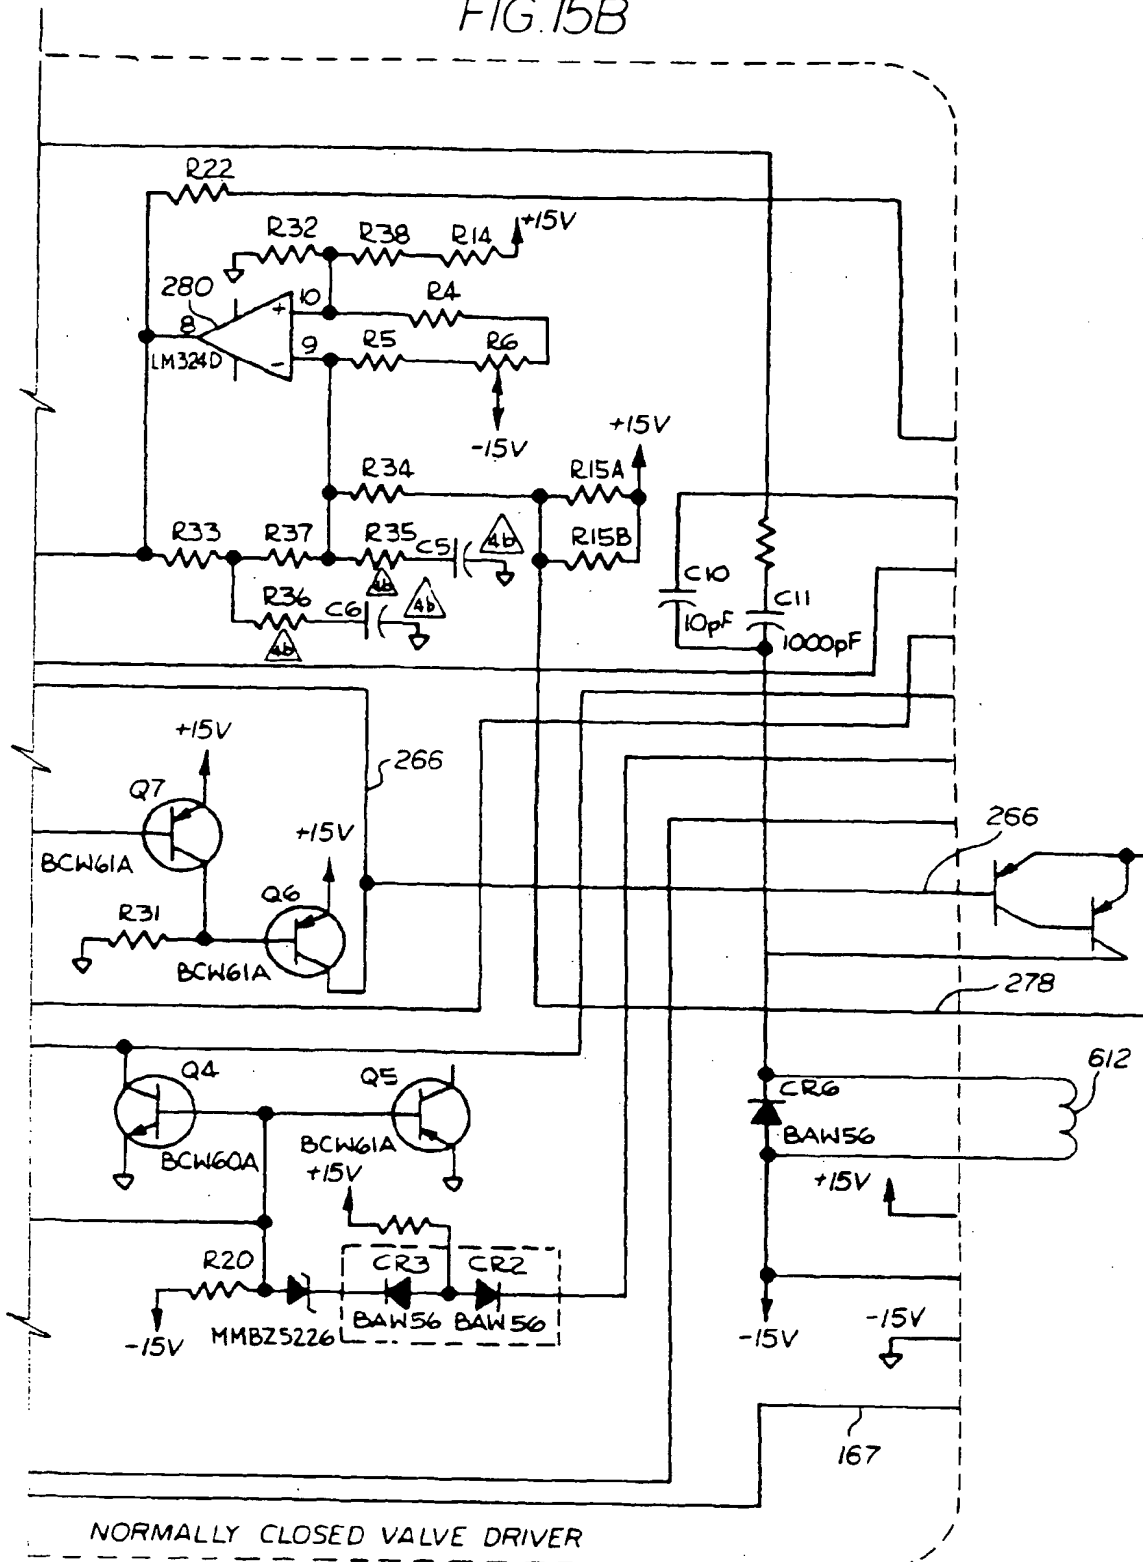 FIG.15B
R22
R32 R38 R14 +15V
280
10
R4
8
+
9
R5 R6
LM324D
-
-15V
+15V
R34 R15A
R33 R37 R35 C5 4b R15B
4b
C10
R36 C6 4b
10pF
C11
4b
1000pF
+15V
266
Q7
+15V
266
BCW61A
Q6
R31
BCW61A
278
Q4 Q5
612
CR6
BCW60A
BCW61A
BAW56
+15V
+15V
R20
CR3 CR2
BAW56 BAW56
-15V
MMBZ5226
-15V
-15V
167
NORMALLY CLOSED VALVE DRIVER